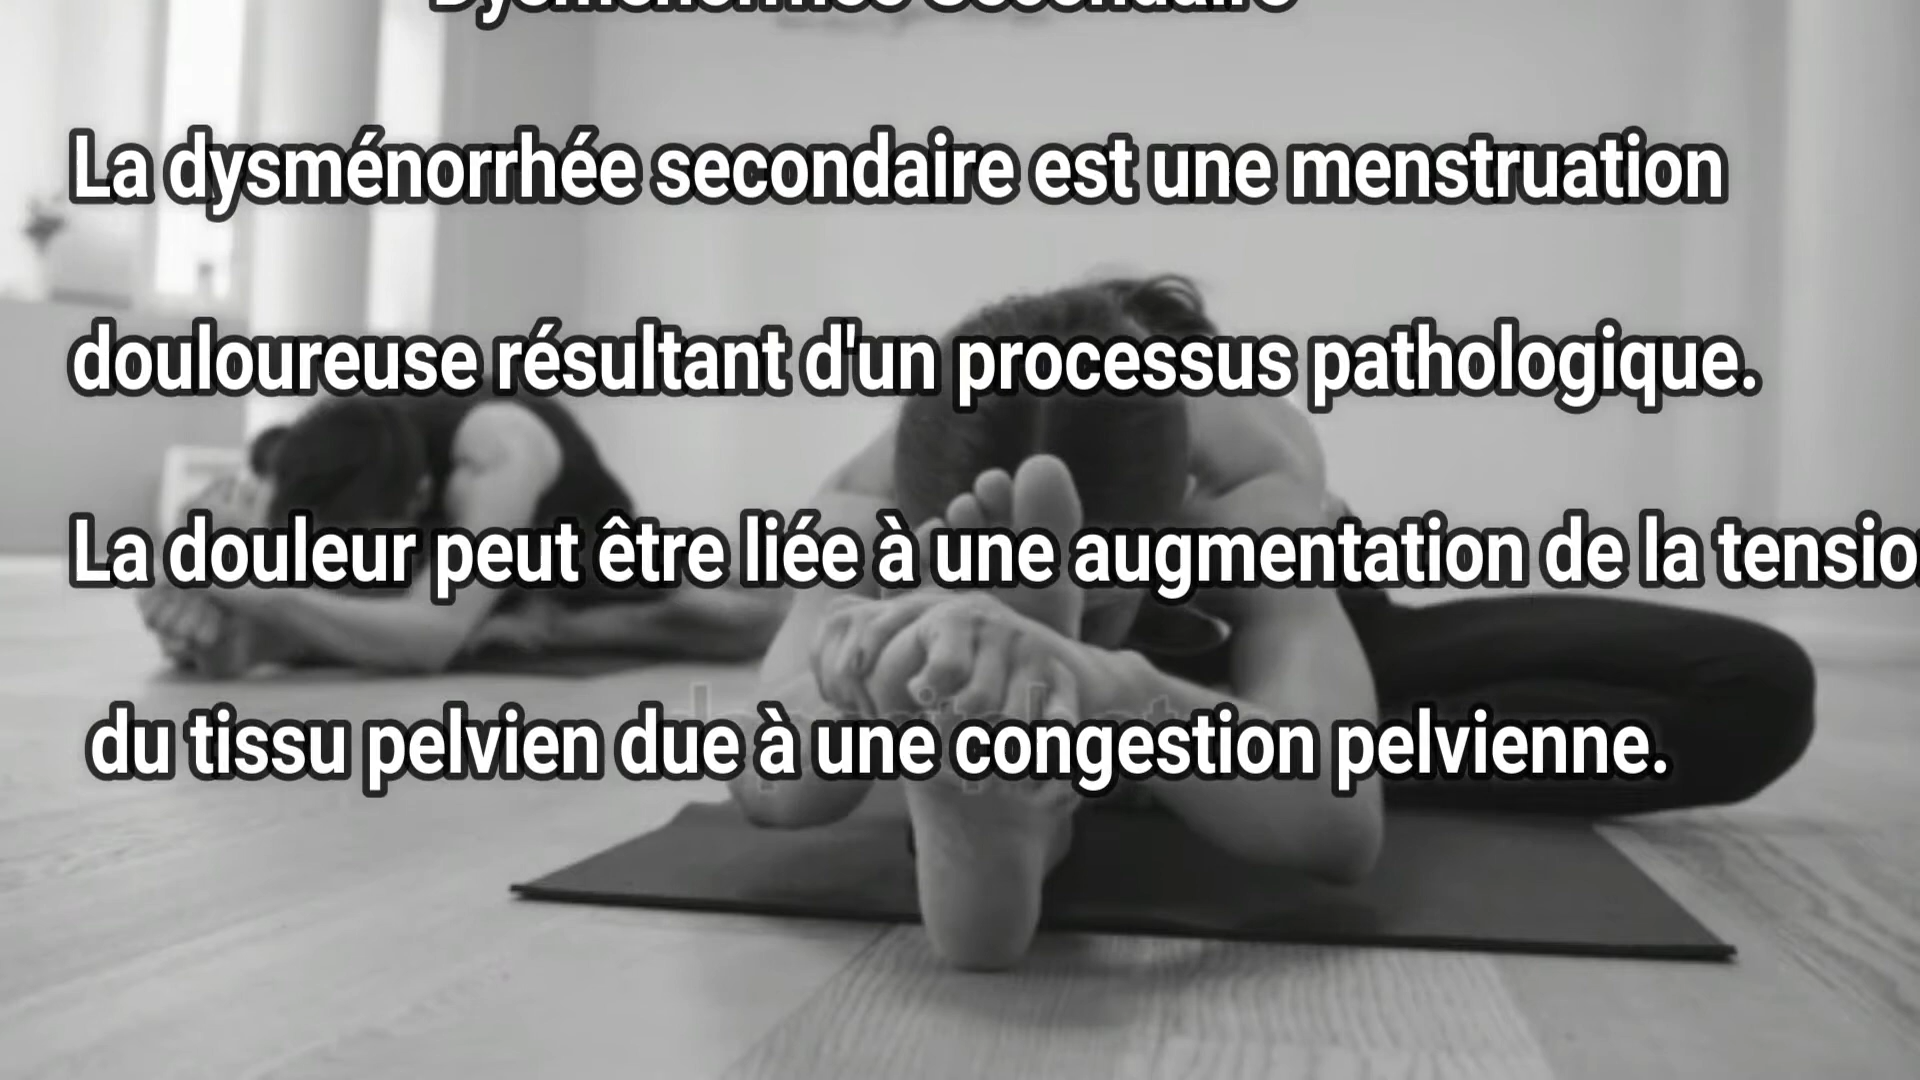 La dysménorrhée secondaire est une menstruation
douloureuse résultant d'un processus pathologique.
La douleur peut être liée à une augmentation de la
du tissu pelvien due à une congestion pelvienne.